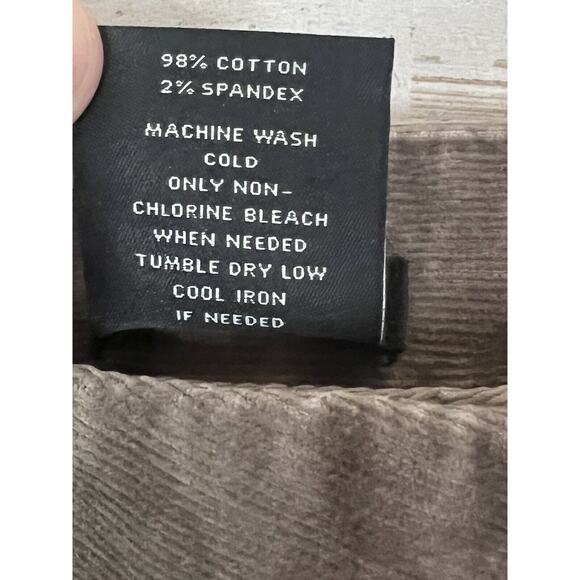 98% COTTON
2% SPANDEX
MACHINE WASH
COLD
ONLY NON-
CHLORINE BLEACH
WHEN NEEDED
TUMBLE DRY LOW
COOL IRON
IF NEEDED